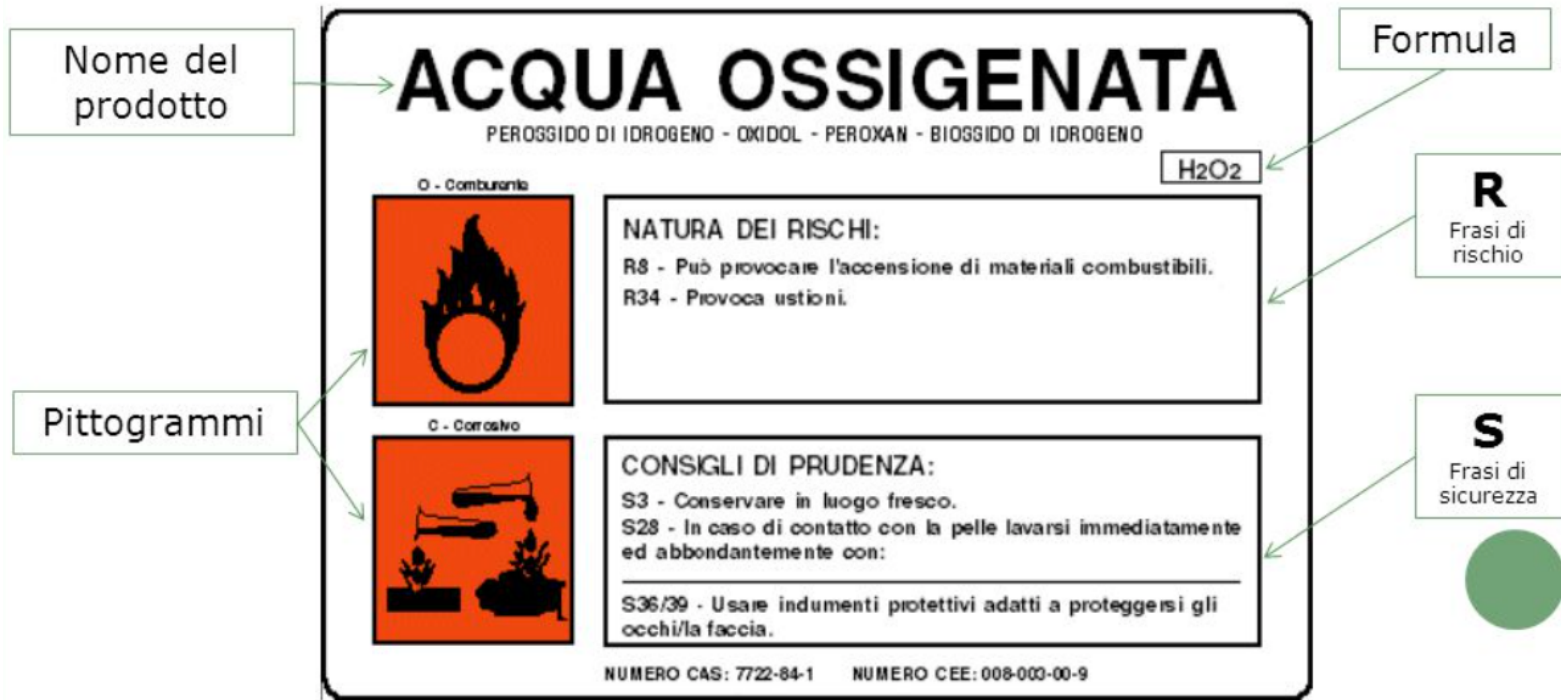 Nome del
prodotto
ACQUA OSSIGENATA
Formula
PEROSSIDO DI IDROGENO - OXIDOL - PEROXAN - BIOSSIDO DI IDROGENO
H2O2
O - Comburente
NATURA DEI RISCHI:
R8 - Può provocare l'accensione di materiali combustibili.
R34 - Provoca ustioni.
R
Frasi di
rischio
Pittogrammi
C - Corrosivo
CONSIGLI DI PRUDENZA:
S3 - Conservare in luogo fresco.
S28 - In caso di contatto con la pelle lavarsi immediatamente
ed abbondantemente con:
S36/39 - Usare indumenti protettivi adatti a proteggersi gli
occhi/la faccia.
S
Frasi di
sicurezza
NUMERO CAS: 7722-84-1 NUMERO CEE: 008-003-00-9